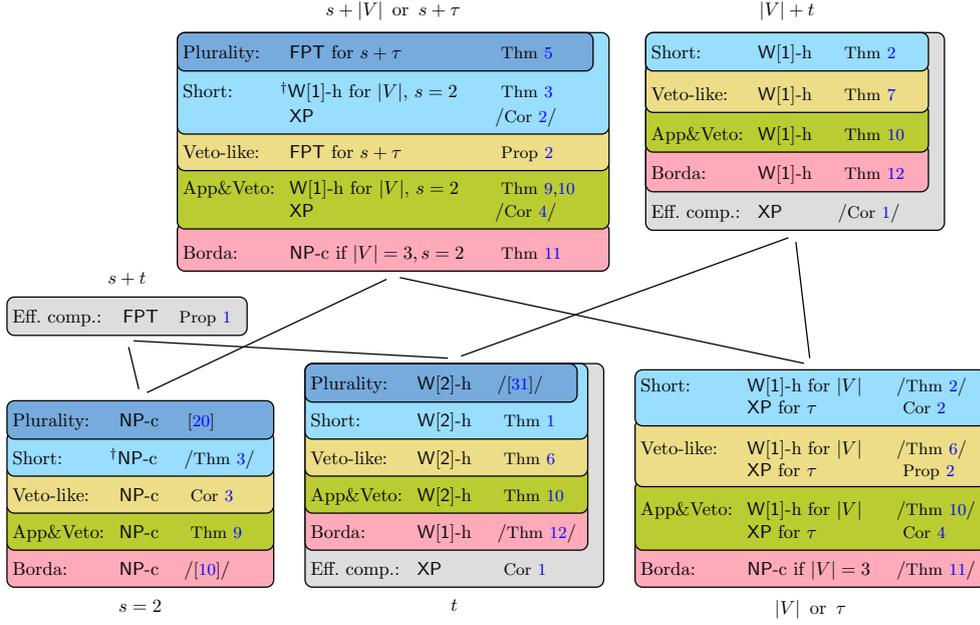 s + |V| or s + τ
Plurality: FPT for s + τ Thm 5
Short: †W[1]-h for |V|, s = 2 Thm 3
XP /Cor 2/
Veto-like: FPT for s + τ Prop 2
App&Veto: W[1]-h for |V|, s = 2 Thm 9,10
XP /Cor 4/
Borda: NP-c if |V| = 3, s = 2 Thm 11
|V| + t
Short: W[1]-h Thm 2
Veto-like: W[1]-h Thm 7
App&Veto: W[1]-h Thm 10
Borda: W[1]-h Thm 12
Eff. comp.: XP /Cor 1/
s + t
Eff. comp.: FPT Prop 1
Plurality: NP-c [20]
Short: †NP-c /Thm 3/
Veto-like: NP-c Cor 3
App&Veto: NP-c Thm 9
Borda: NP-c /[10]/
s = 2
Plurality: W[2]-h /[31]/
Short: W[2]-h Thm 1
Veto-like: W[2]-h Thm 6
App&Veto: W[2]-h Thm 10
Borda: W[1]-h /Thm 12/
Eff. comp.: XP Cor 1
t
Short: W[1]-h for |V| /Thm 2/
XP for τ Cor 2
Veto-like: W[1]-h for |V| /Thm 6/
XP for τ Prop 2
App&Veto: W[1]-h for |V| /Thm 10/
XP for τ Cor 4
Borda: NP-c if |V| = 3 /Thm 11/
|V| or τ